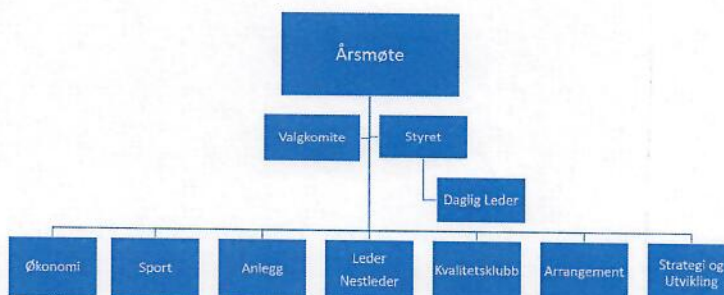 Årsmøte
Valgkomite
Styret
Daglig Leder
Økonomi
Sport
Anlegg
Leder
Nestleder
Kvalitetsklubb
Arrangement
Strategi og
Utvikling